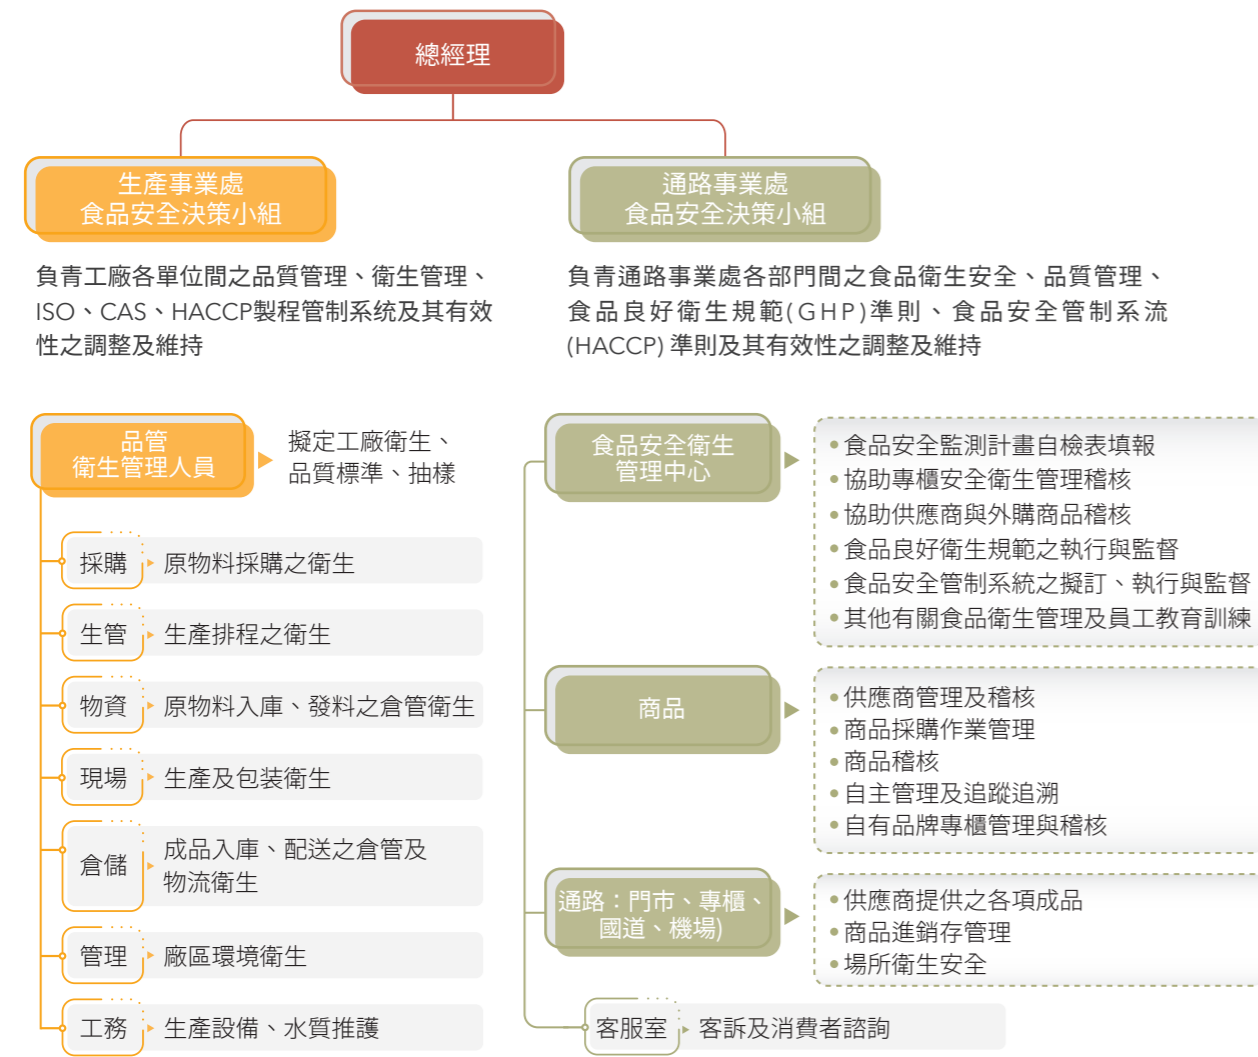 總經理
生產事業處
食品安全決策小組
負青工廠各單位間之品質管理、衛生管理、
ISO、CAS、HACCP製程管制系统及其有效
性之調整及維持
通路事業處
食品安全決策小組
負青通路事業處各部門間之食品衛生安全、品質管理、
食品良好衛生規範(GHP)準則、食品安全管制系流
(HACCP) 準則及其有效性之調整及維持
品管
衛生管理人員
擬定工廠衛生、
品質標準、抽樣
採購
原物料採購之衛生
生管
生產排程之衛生
物資
原物料入庫、發料之倉管衛生
現場
生產及包裝衛生
倉儲
成品入庫、配送之倉管及
物流衛生
管理
廠區環境衛生
工務
生產設備、水質推護
食品安全衛生
管理中心
•食品安全監測計畫自檢表填報
•協助專櫃安全衛生管理稽核
•協助供應商與外購商品稽核
•食品良好衛生規範之執行與監督
•食品安全管制系統之擬訂、執行與監督
•其他有關食品衛生管理及員工教育訓練
商品
•供應商管理及稽核
•商品採購作業管理
•商品稽核
•自主管理及追蹤追溯
•自有品牌專櫃管理與稽核
通路：門市、專櫃、
國道、機場)
•供應商提供之各項成品
•商品進銷存管理
•場所衛生安全
客服室
客訴及消費者諮詢